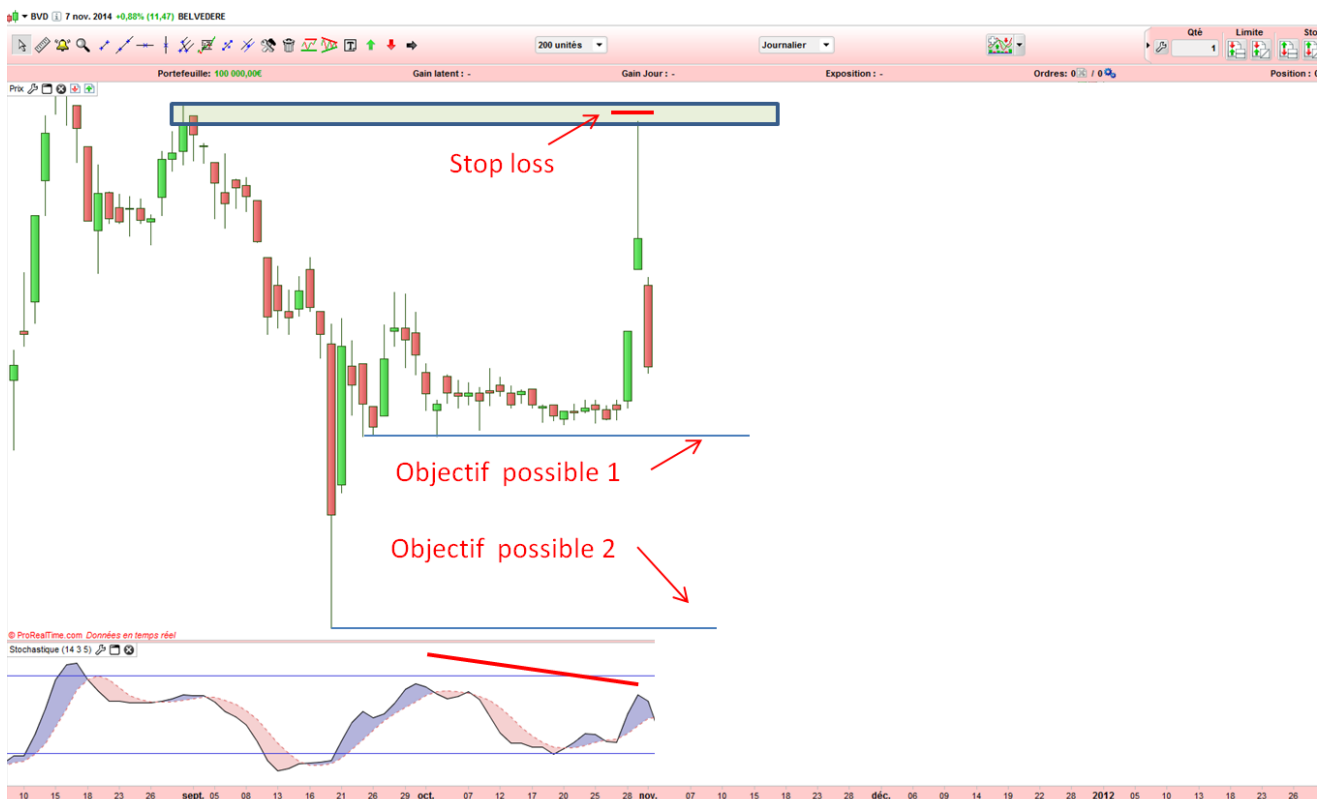 BVD 7 nov. 2014 +0,88% (11,47) BELVEDERE
200 unités Journalier Qté Limite Sto
1
Portefeuille: 100 000,00€ Gain latent : - Gain Jour : - Exposition : - Ordres: 0 / 0 Position : 0
Prix
Stop loss
Objectif possible 1
Objectif possible 2
© ProRealTime.com Données en temps réel
Stochastique (14 3 5)
10 15 18 23 26 sept. 05 08 13 16 21 26 29 oct. 07 12 17 20 25 28 nov. 07 10 15 18 23 28 déc. 06 09 14 19 22 28 2012 05 10 13 18 23 26